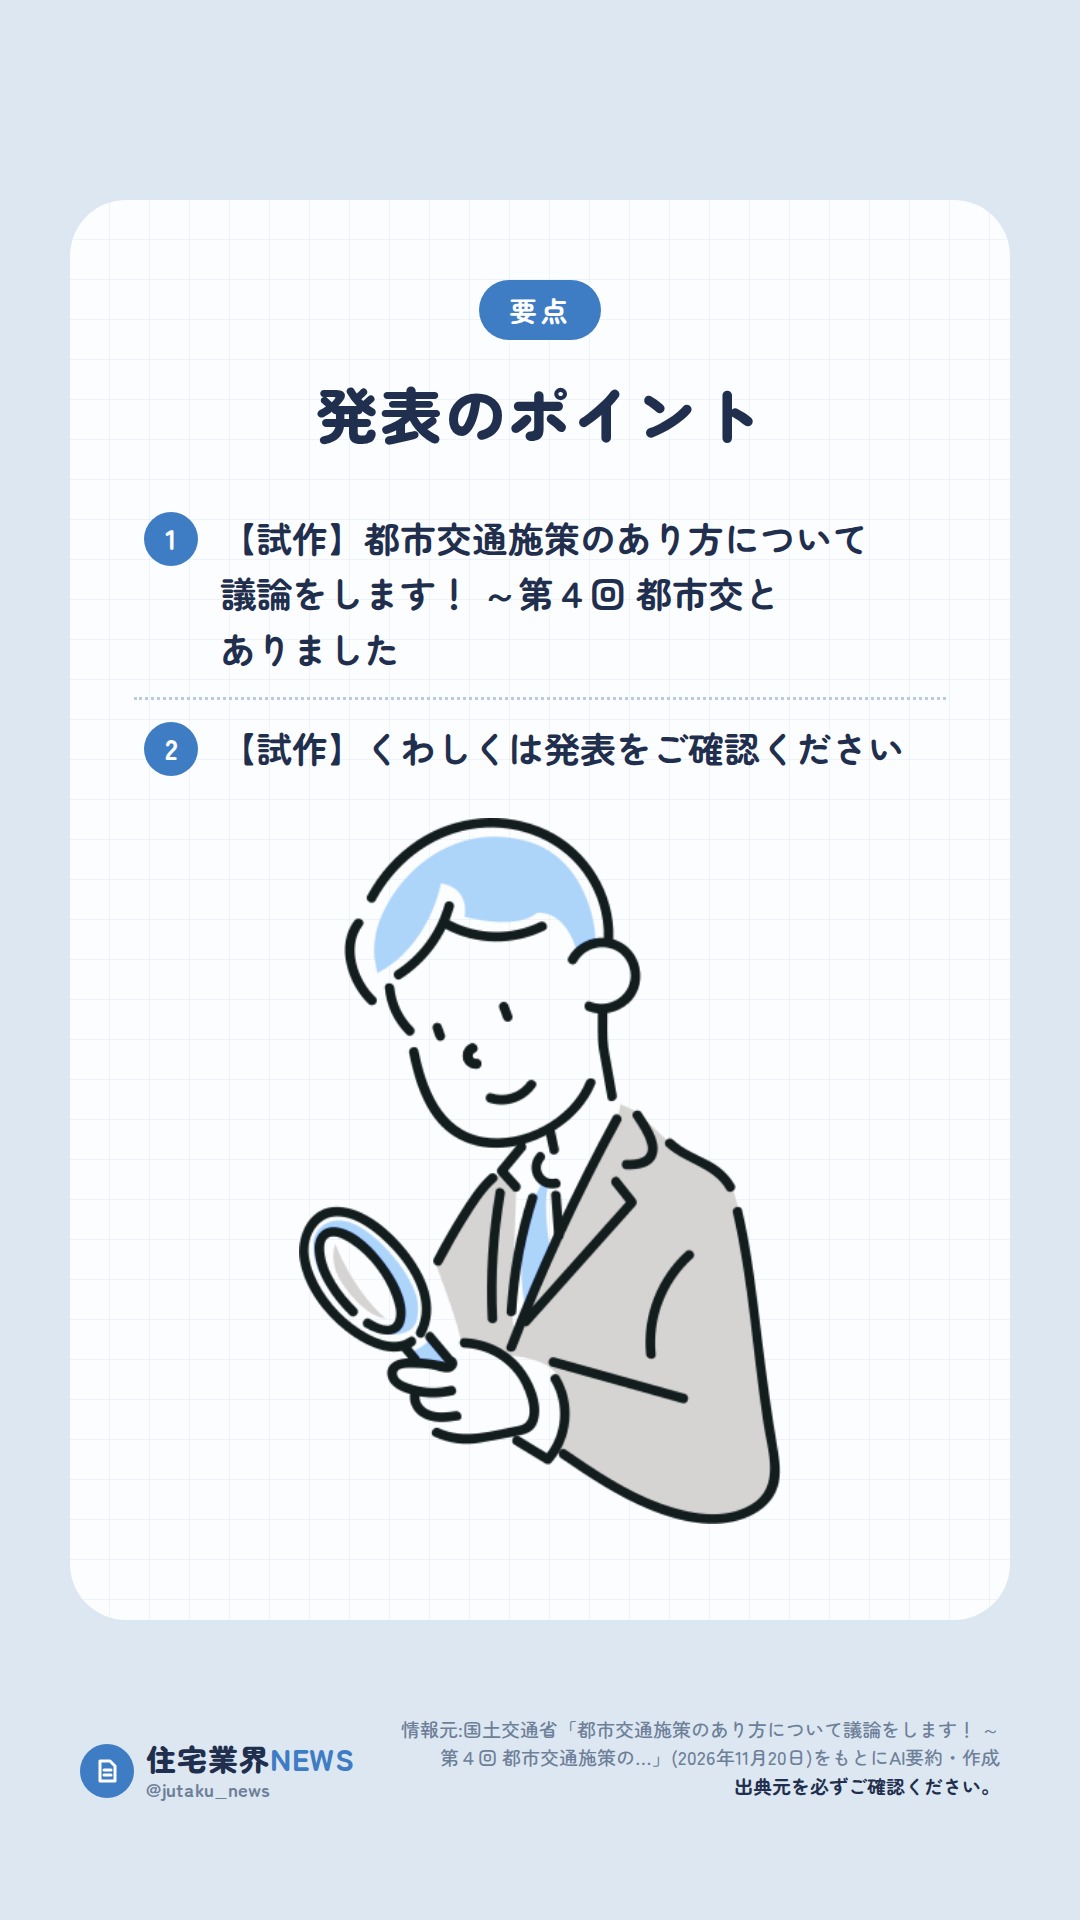 要点
発表のポイント
1 【試作】都市交通施策のあり方について
議論をします！ ～第４回 都市交と
ありました
2 【試作】くわしくは発表をご確認ください
情報元:国土交通省「都市交通施策のあり方について議論をします！ ～
第４回 都市交通施策の…」(2026年11月20日)をもとにAI要約・作成
出典元を必ずご確認ください。
住宅業界NEWS
@jutaku_news